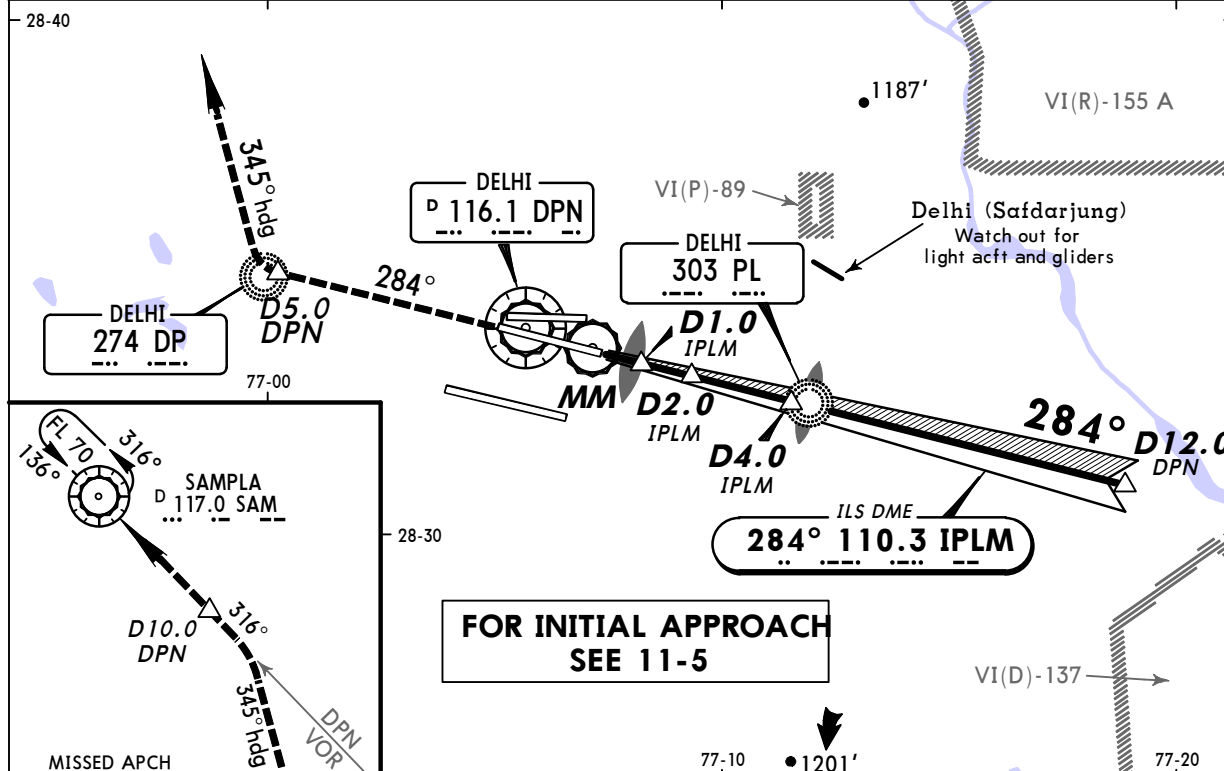 28-40
1187'
VI(R)-155 A
345° hdg
DELHI
D 116.1 DPN
VI(P)-89
Delhi (Safdarjung)
Watch out for
light acft and gliders
DELHI
303 PL
284°
D5.0
DPN
DELHI
274 DP
77-00
D1.0
IPLM
MM
D2.0
IPLM
D4.0
IPLM
284°
D12.0
DPN
ILS DME
284° 110.3 IPLM
FL 70
136°
316°
SAMPLA
D 117.0 SAM
28-30
D10.0
DPN
316°
345° hdg
DPN
VOR
MISSED APCH
FOR INITIAL APPROACH
SEE 11-5
VI(D)-137
77-10
1201'
77-20